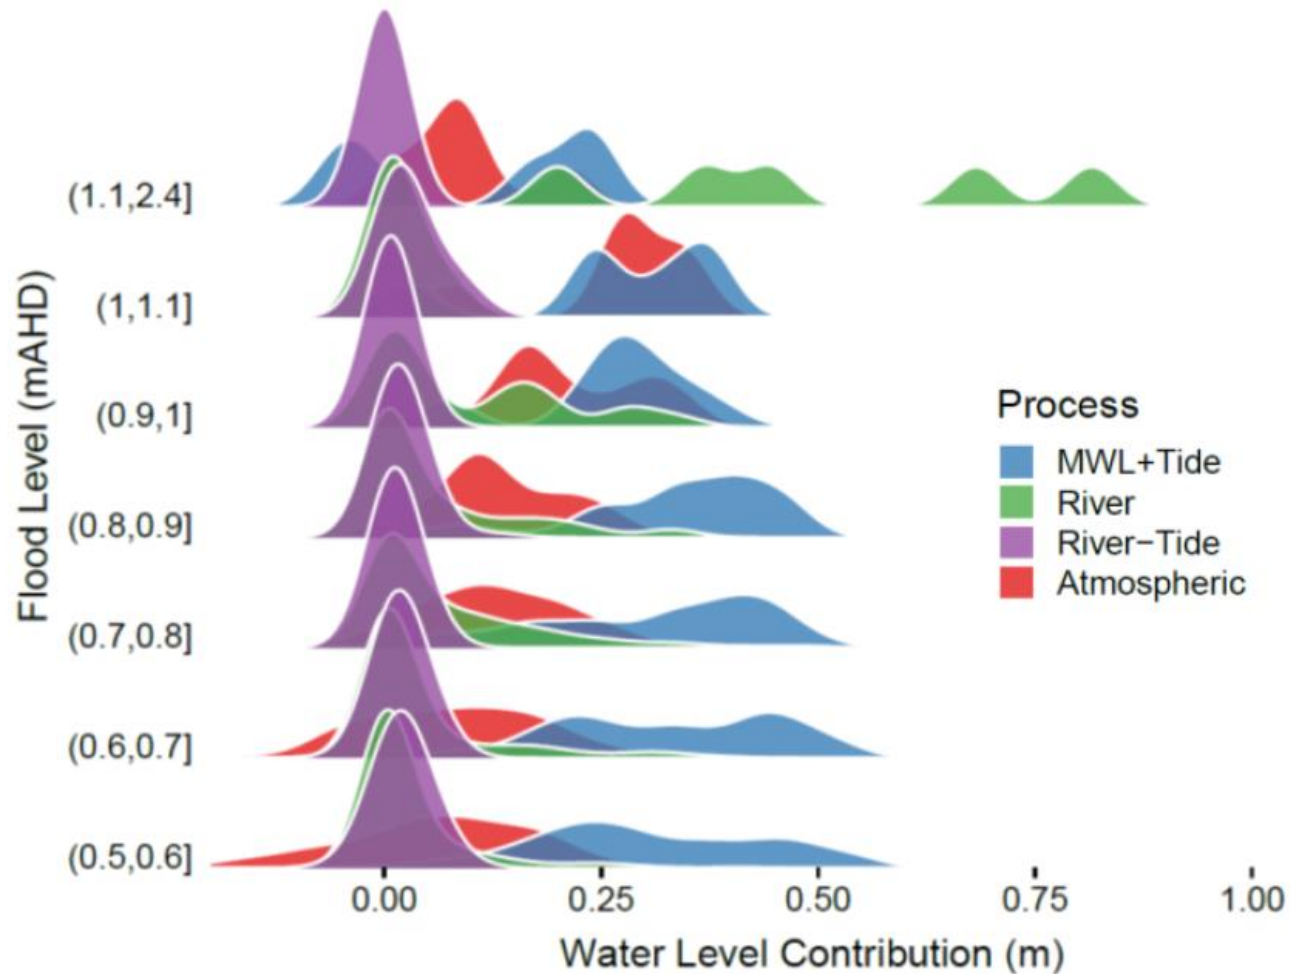 (1.1,2.4]
(1,1.1]
(0.9,1]
(0.8,0.9]
(0.7,0.8]
(0.6,0.7]
(0.5,0.6]
Flood Level (mAHD)
0.00 0.25 0.50 0.75 1.00
Water Level Contribution (m)
Process
MWL+Tide
River
River−Tide
Atmospheric